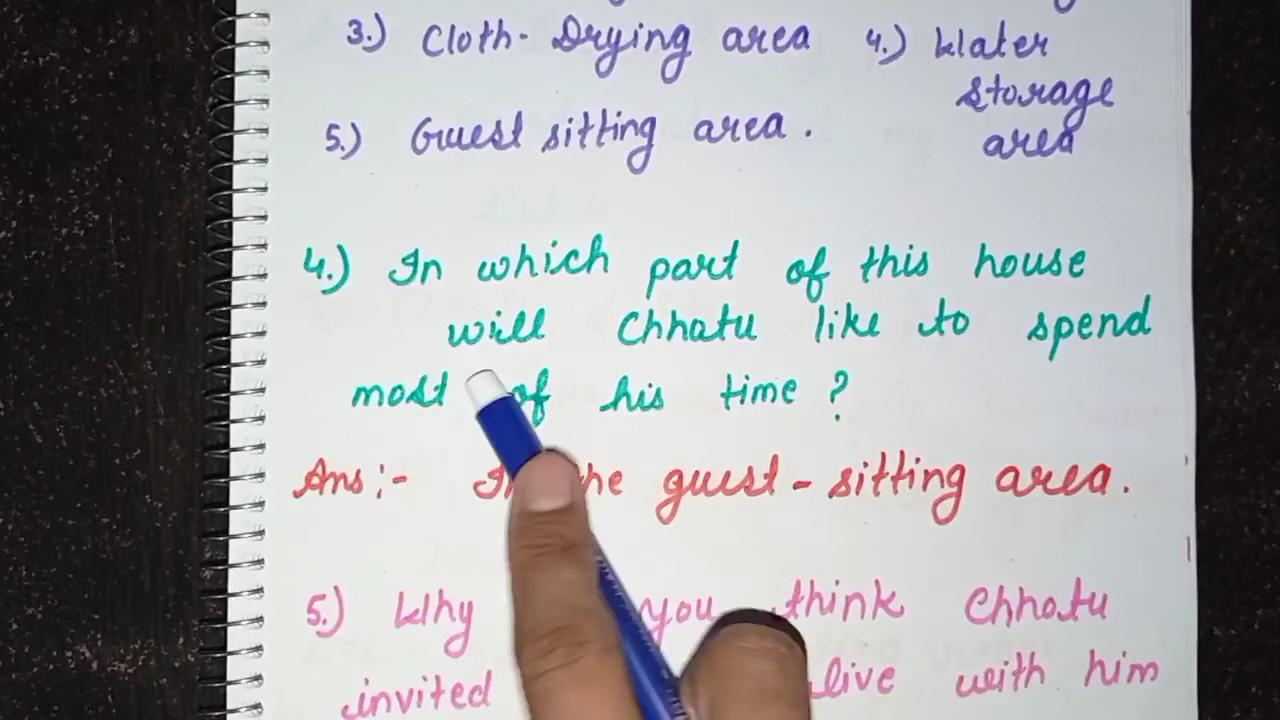 3.) Cloth-Drying area 4.) Water
storage
5.) Guest sitting area. area
4.) In which part of this house
will Chhatu like to spend
most of his time ?
Ans :- In the guest - sitting area.
5.) Why you think Chhatu
invited live with him